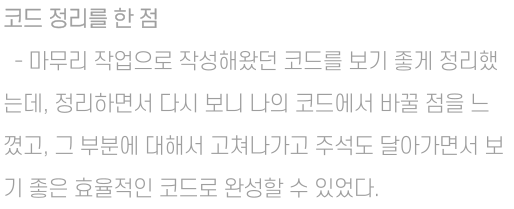 코드 정리를 한 점
- 마무리 작업으로 작성해왔던 코드를 보기 좋게 정리했
는데, 정리하면서 다시 보니 나의 코드에서 바꿀 점을 느
꼈고, 그 부분에 대해서 고쳐나가고 주석도 달아가면서 보
기 좋은 효율적인 코드로 완성할 수 있었다.